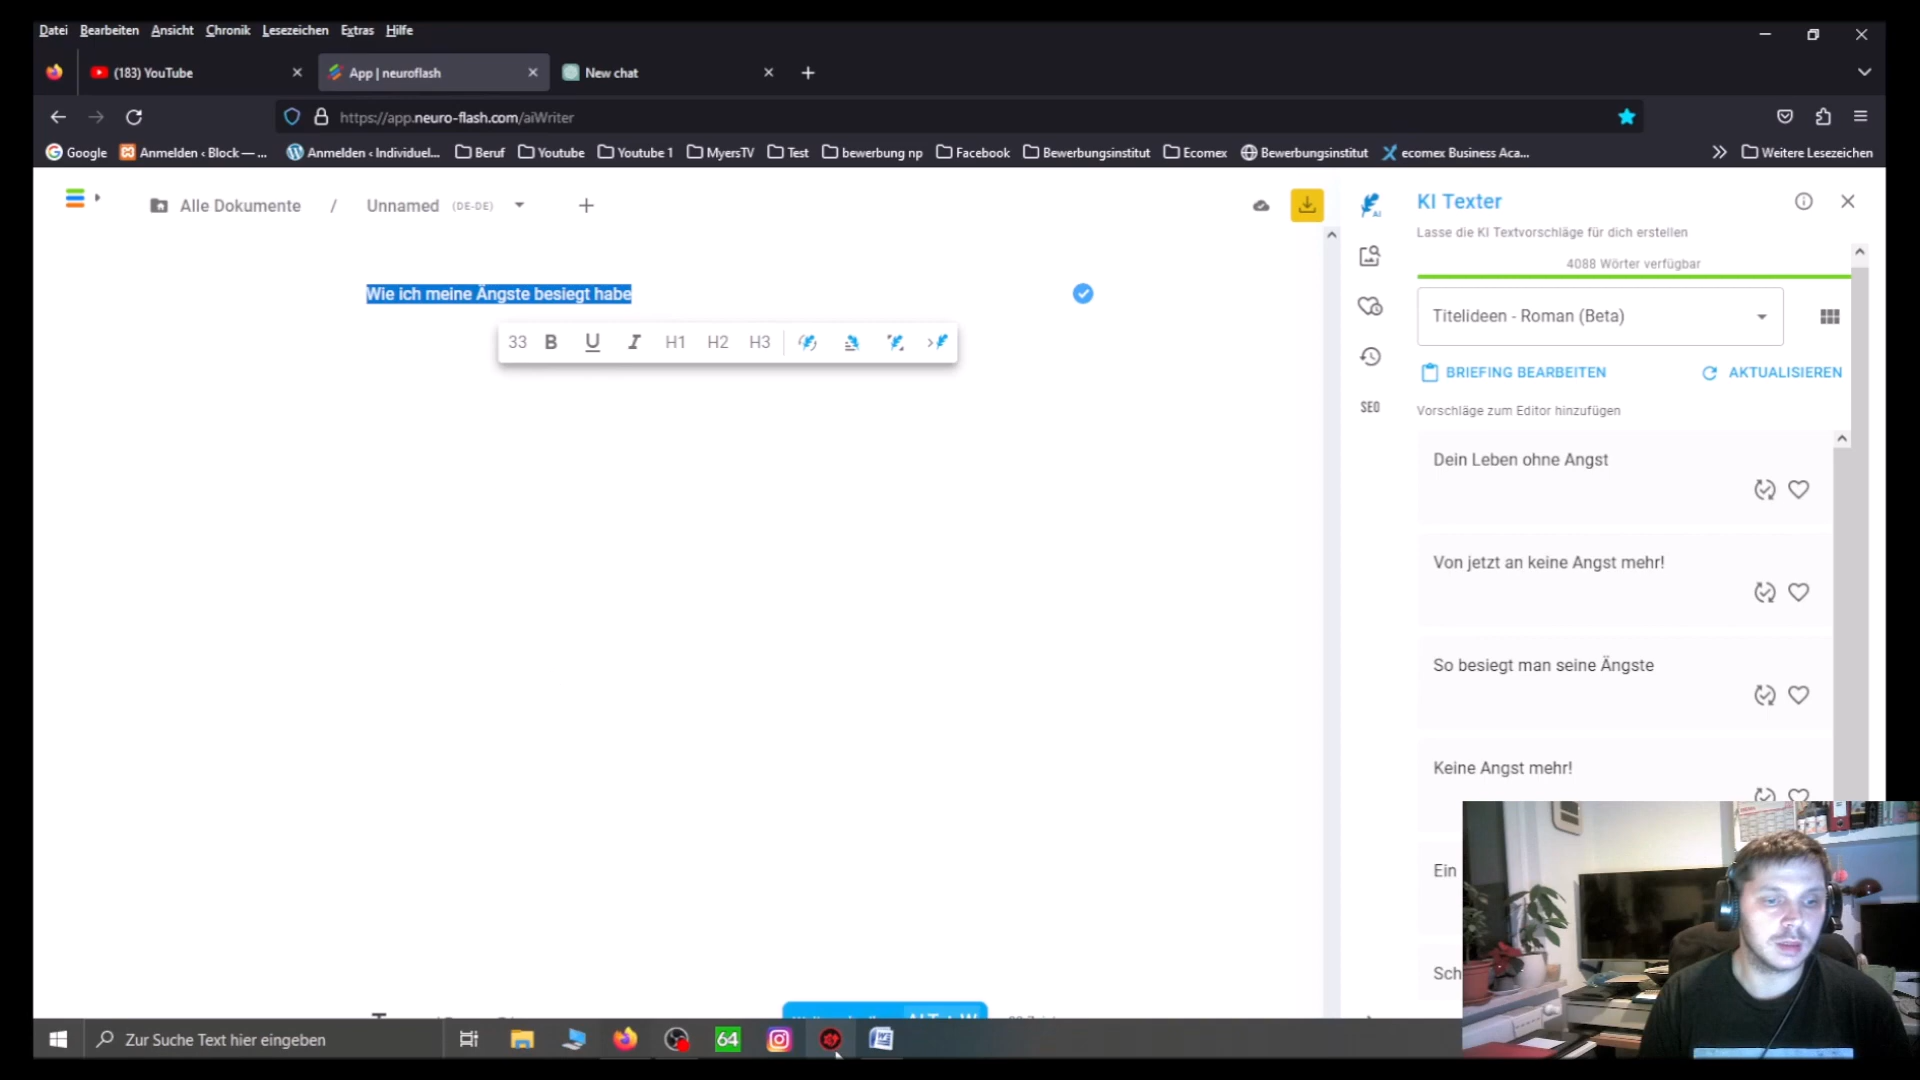 Datei Bearbeiten Ansicht Chronik Lesezeichen Extras Hilfe
(183) YouTube
App | neuroflash
New chat
https://app.neuro-flash.com/aiWriter
Google
Anmelden ‹ Block — ...
Anmelden ‹ Individuel...
Beruf
Youtube
Youtube 1
MyersTV
Test
bewerbung np
Facebook
Bewerbungsinstitut
Ecomex
Bewerbungsinstitut
ecomex Business Aca...
Weitere Lesezeichen
Alle Dokumente / Unnamed (DE-DE)
KI Texter
Lasse die KI Textvorschläge für dich erstellen
4088 Wörter verfügbar
Wie ich meine Ängste besiegt habe
Titelideen - Roman (Beta)
33 B U I H1 H2 H3
BRIEFING BEARBEITEN
AKTUALISIEREN
SEO
Vorschläge zum Editor hinzufügen
Dein Leben ohne Angst
Von jetzt an keine Angst mehr!
So besiegt man seine Ängste
Keine Angst mehr!
Ein
Sch
Zur Suche Text hier eingeben
64